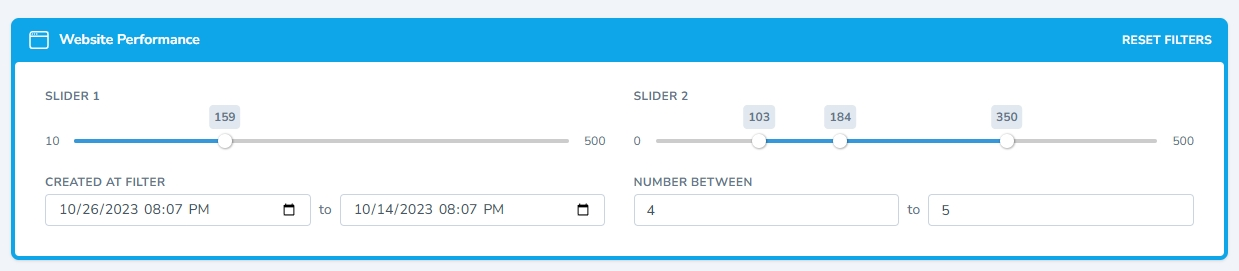 Website Performance RESET FILTERS
SLIDER 1
159
10 500
SLIDER 2
103 184 350
0 500
CREATED AT FILTER
10/26/2023 08:07 PM to 10/14/2023 08:07 PM
NUMBER BETWEEN
4 to 5